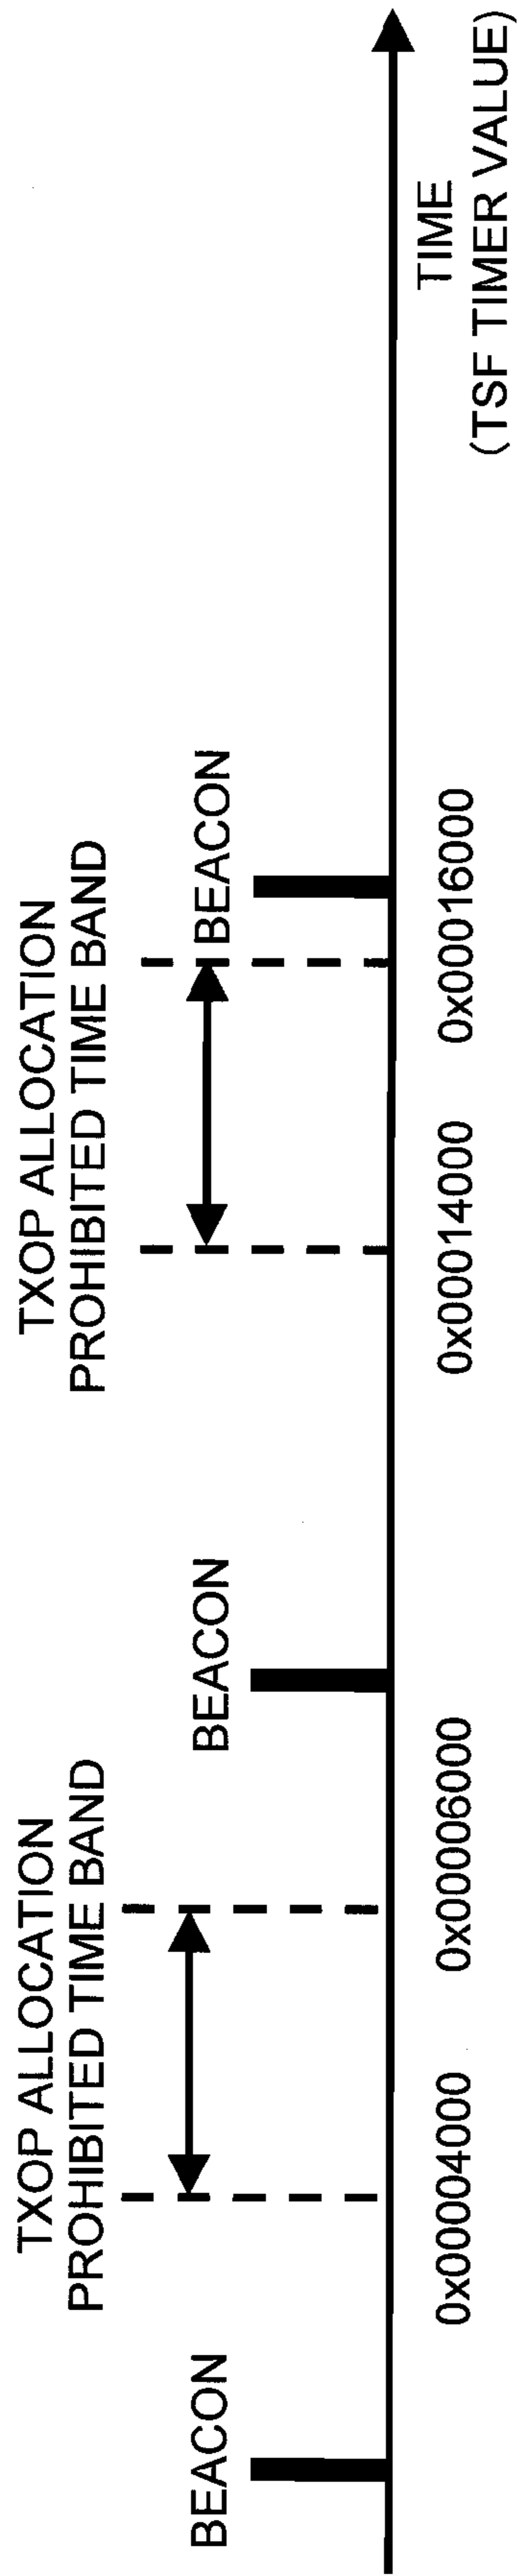 TXOP ALLOCATION
PROHIBITED TIME BAND
TXOP ALLOCATION
PROHIBITED TIME BAND
BEACON
BEACON
BEACON
0x00004000
0x00006000
0x00014000
0x00016000
TIME
(TSF TIMER VALUE)